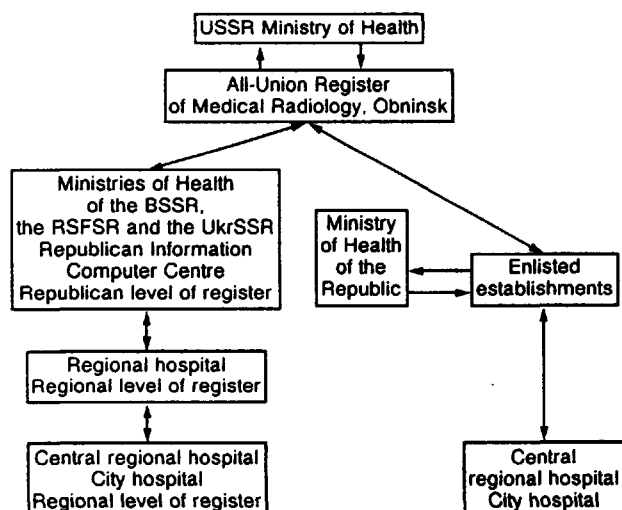 USSR Ministry of Health
All-Union Register
of Medical Radiology, Obninsk
Ministries of Health
of the BSSR,
the RSFSR and the UkrSSR
Republican Information
Computer Centre
Republican level of register
Ministry
of Health
of the
Republic
Enlisted
establishments
Regional hospital
Regional level of register
Central regional hospital
City hospital
Regional level of register
Central
regional hospital
City hospital